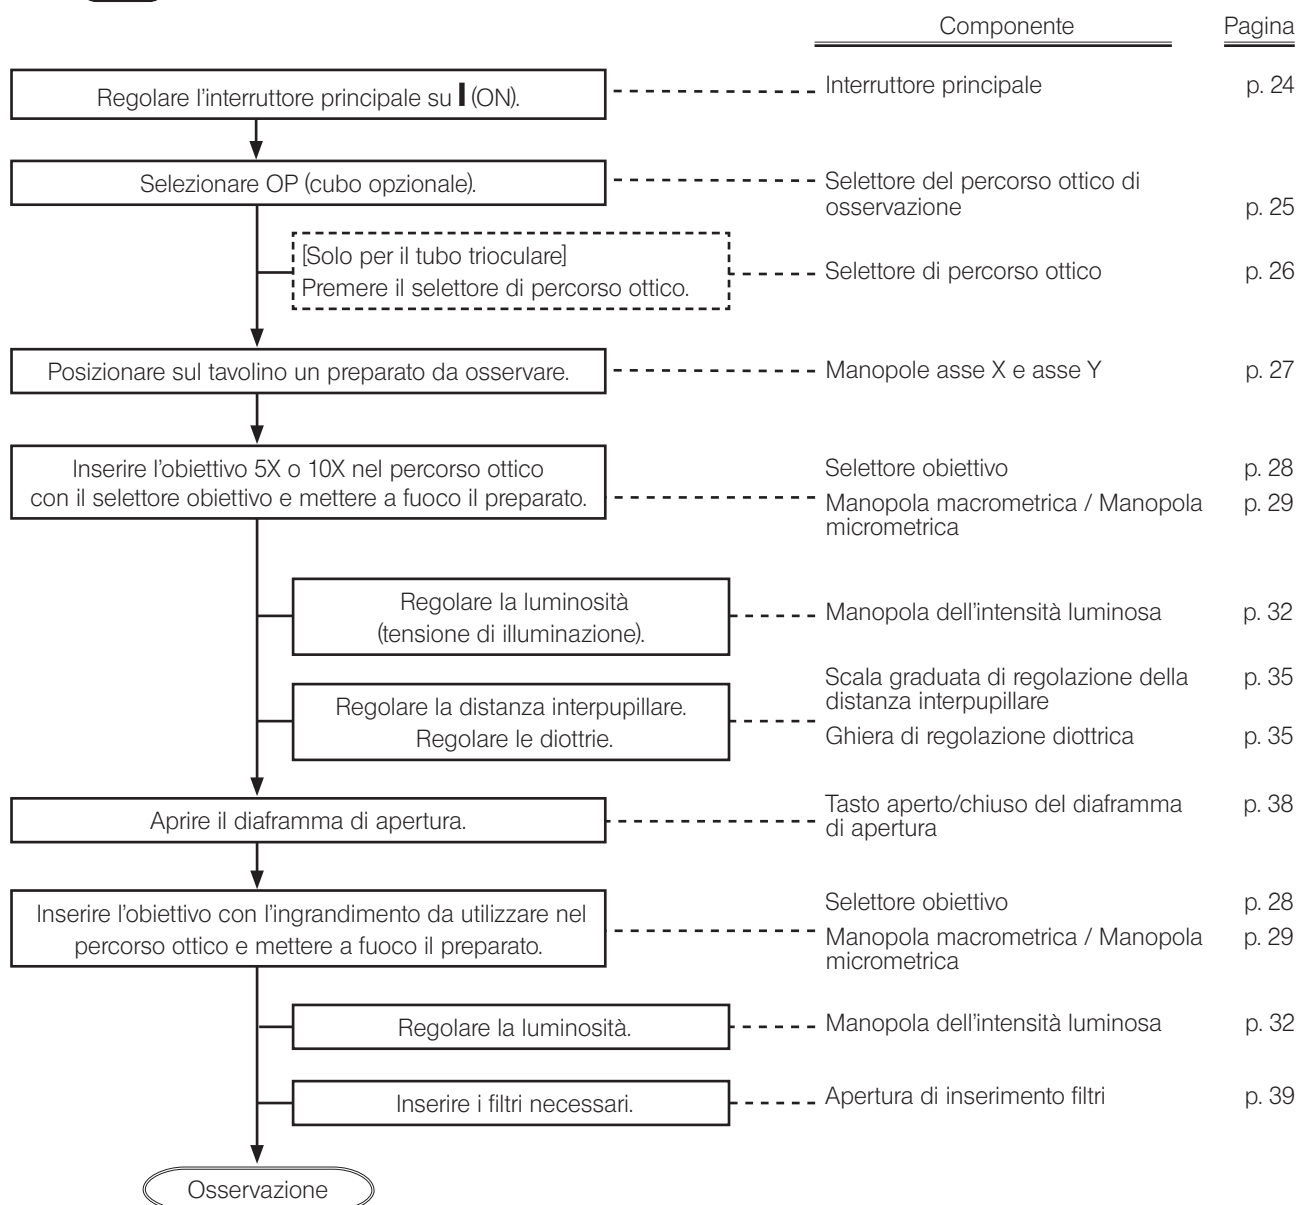 Componente Pagina
Regolare l'interruttore principale su I (ON). Interruttore principale p. 24
Selezionare OP (cubo opzionale). Selettore del percorso ottico di
osservazione p. 25
[Solo per il tubo trioculare]
Premere il selettore di percorso ottico. Selettore di percorso ottico p. 26
Posizionare sul tavolino un preparato da osservare. Manopole asse X e asse Y p. 27
Inserire l'obiettivo 5X o 10X nel percorso ottico Selettore obiettivo p. 28
con il selettore obiettivo e mettere a fuoco il preparato. Manopola macrometrica / Manopola p. 29
micrometrica
Regolare la luminosità
(tensione di illuminazione). Manopola dell'intensità luminosa p. 32
Scala graduata di regolazione della p. 35
distanza interpupillare
Regolare la distanza interpupillare.
Regolare le diottrie. Ghiera di regolazione diottrica p. 35
Aprire il diaframma di apertura. Tasto aperto/chiuso del diaframma p. 38
di apertura
Inserire l'obiettivo con l'ingrandimento da utilizzare nel Selettore obiettivo p. 28
percorso ottico e mettere a fuoco il preparato. Manopola macrometrica / Manopola p. 29
micrometrica
Regolare la luminosità. Manopola dell'intensità luminosa p. 32
Inserire i filtri necessari. Apertura di inserimento filtri p. 39
Osservazione